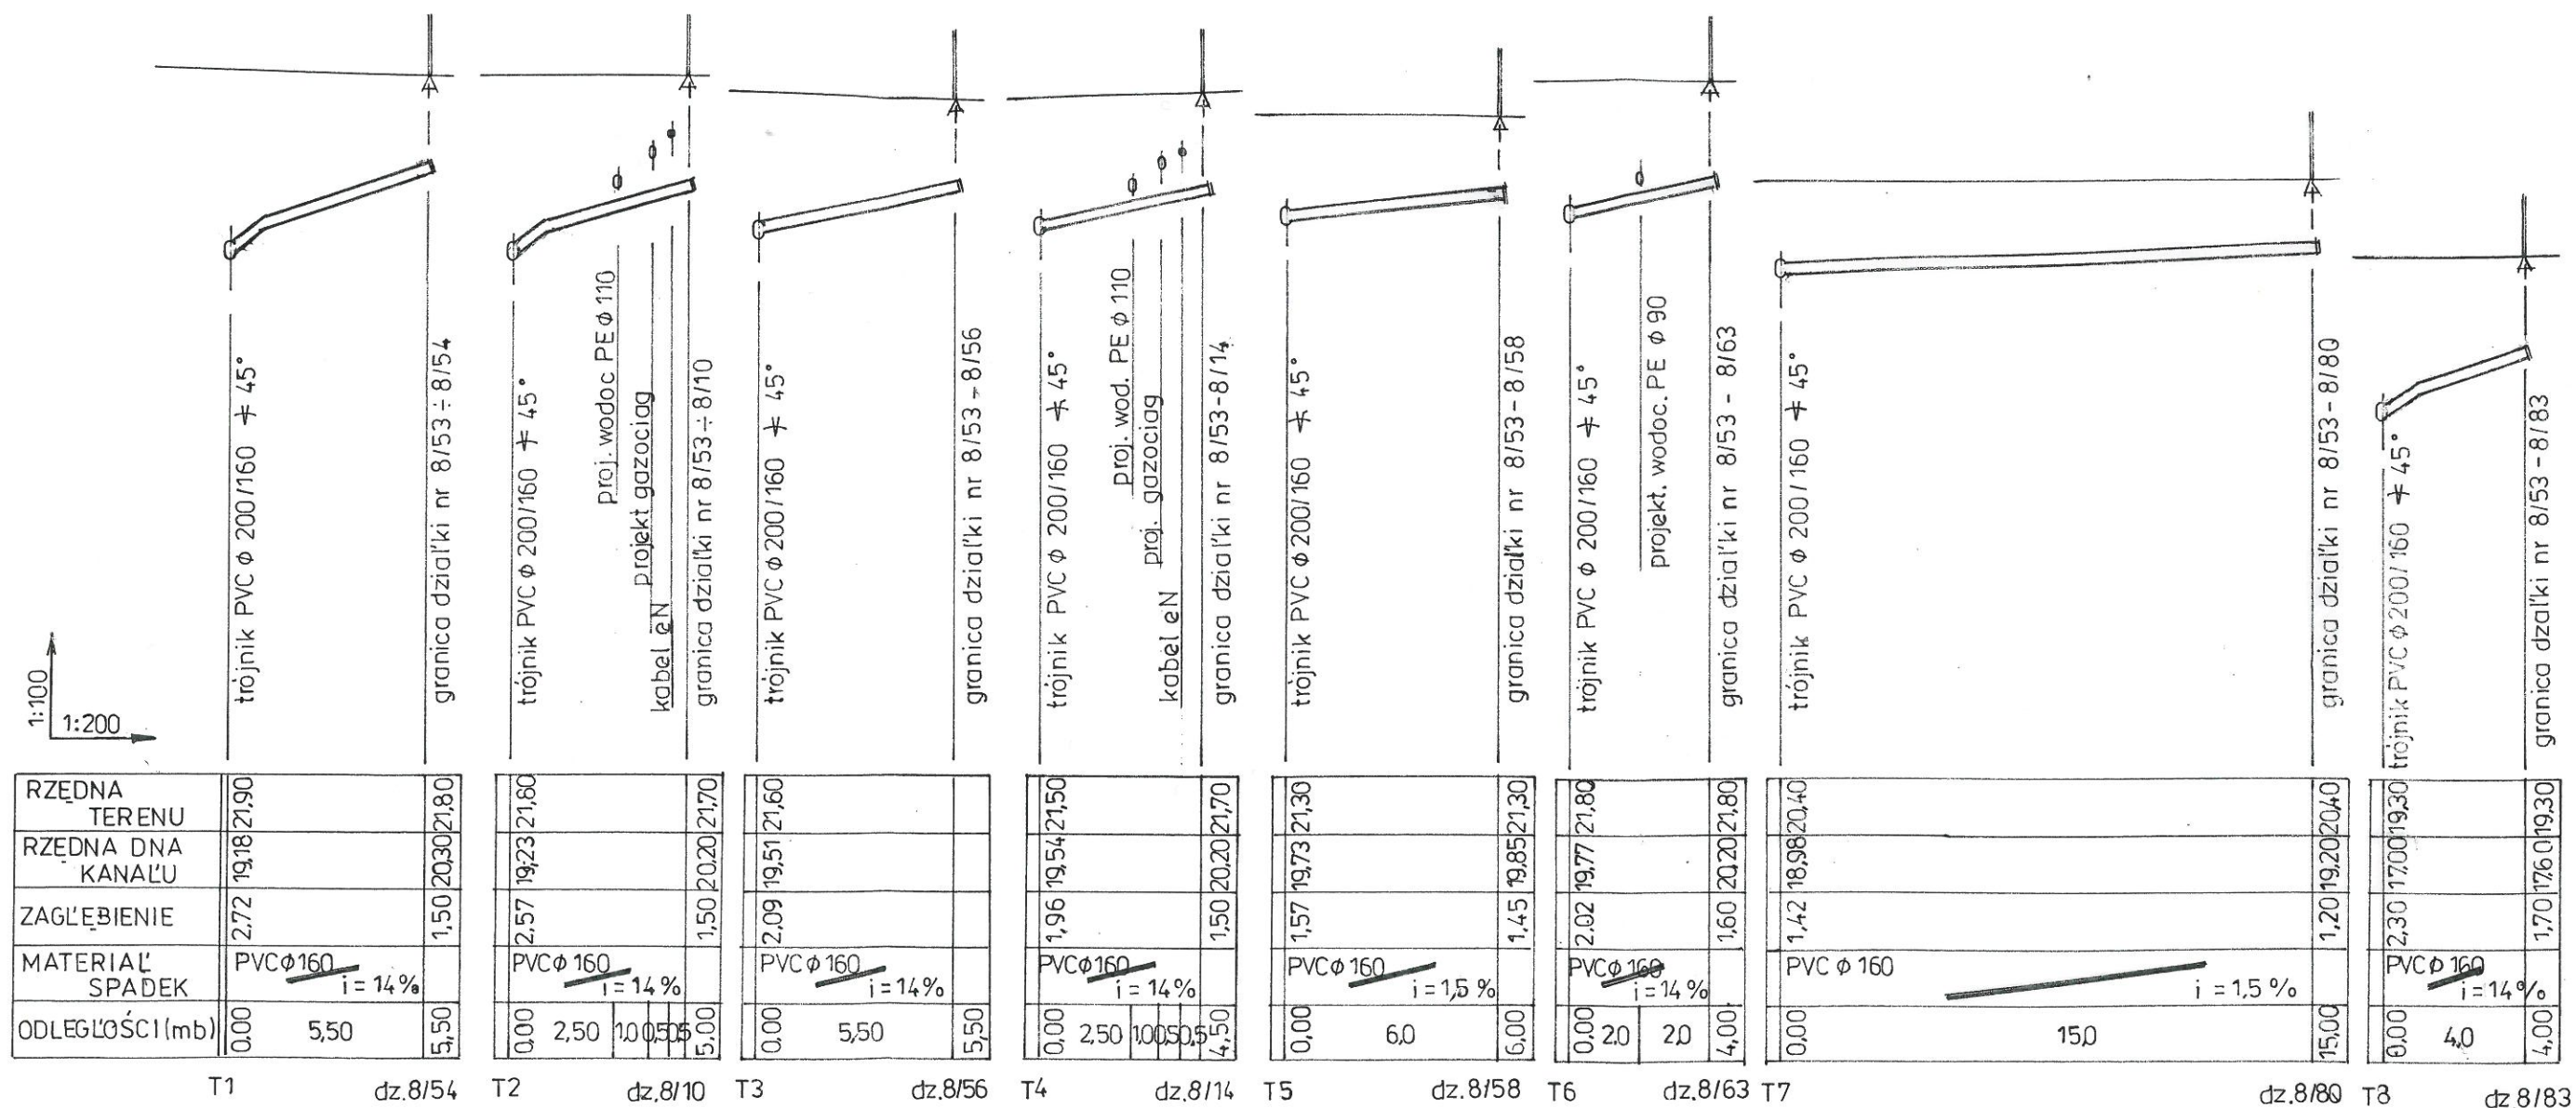 trójnik PVC Φ 200/160 ∢ 45°
granica działki nr 8/53 ÷ 8/54
trójnik PVC Φ 200/160 ∢ 45°
proj. wodoc PE Φ 110
projekt gazociąg
kabel eN
granica działki nr 8/53 ÷ 8/10
trójnik PVC Φ 200/160 ∢ 45°
granica działki nr 8/53 - 8/56
trójnik PVC Φ 200/160 ∢ 45°
proj. wod. PE Φ 110
proj. gazociąg
kabel eN
granica działki nr 8/53-8/14
trójnik PVC Φ 200/160 ∢ 45°
granica działki nr 8/53-8/58
trójnik PVC Φ 200/160 ∢ 45°
projekt. wodoc. PE Φ 90
granica działki nr 8/53 - 8/63
trójnik PVC Φ 200/160 ∢ 45°
granica działki nr 8/53-8/80
trójnik PVC Φ 200/160 ∢ 45°
granica dzałki nr 8/53-8/83
1:100
1:200
RZĘDNA TERENU
21,90 21,80
21,80 21,70
21,60
21,50 21,70
21,30 21,30
21,80 21,80
20,40 20,40
19,30 19,30
RZĘDNA DNA KANAŁU
19,18 20,30
19,23 20,20
19,51
19,54 20,20
19,73 19,85
19,77 20,20
18,98 19,20
17,00 17,60
ZAGŁĘBIENIE
2,72 1,50
2,57 1,50
2,09
1,96 1,50
1,57 1,45
2.02 1,60
1,42 1,20
2,30 1,70
MATERIAŁ SPADEK
PVCΦ160 i = 14%
PVCΦ160 i = 14%
PVCΦ160 i = 14%
PVCΦ160 i = 14%
PVCΦ160 i = 1,5 %
PVCΦ160 i = 14%
PVC Φ 160 i = 1,5 %
PVCΦ 160 i = 14%
ODLEGŁOŚCI (mb)
0,00 5,50 5,50
0,00 2,50 1,0 0,5 0,5 5,00
0,00 5,50 5,50
0,00 2,50 1,00 0,5 0,5 4,50
0,00 6,0 6,00
0,00 2,0 2,0 4,00
0,00 15,0 15,00
0,00 4,0 4,00
T1 dz.8/54 T2 dz.8/10 T3 dz.8/56 T4 dz.8/14 T5 dz.8/58 T6 dz.8/63 T7 dz.8/80 T8 dz 8/83